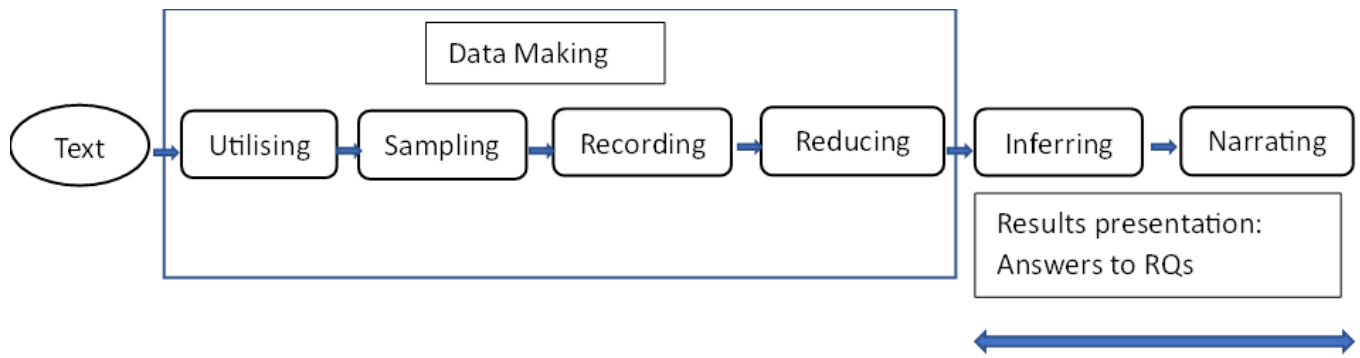 Data Making
Text
Utilising
Sampling
Recording
Reducing
Inferring
Narrating
Results presentation:
Answers to RQs